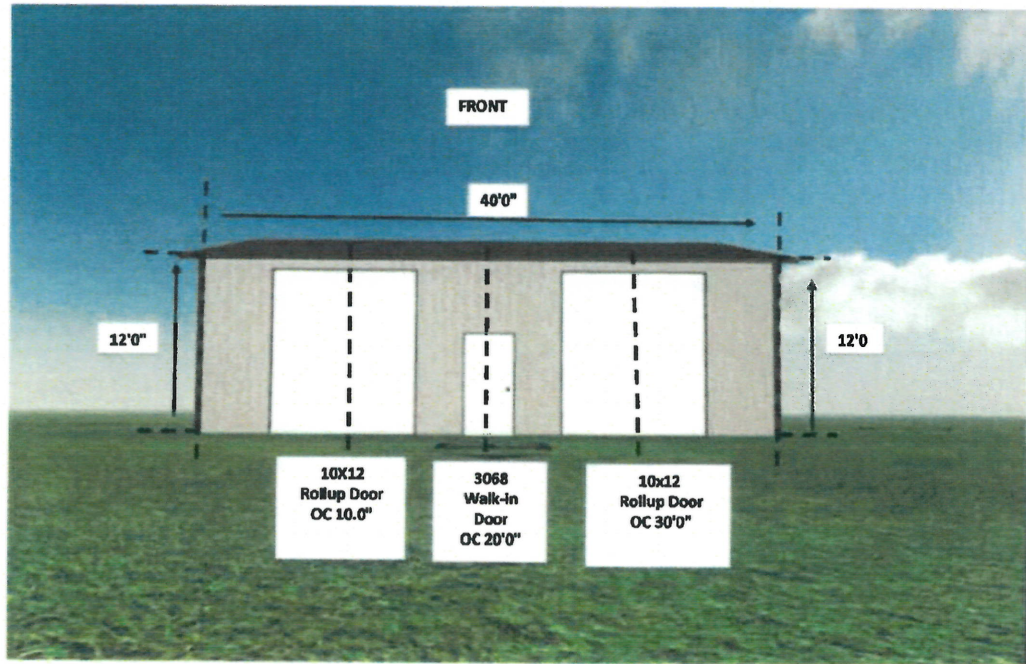 FRONT
40'0"
12'0"
12'0
10X12
Rollup Door
OC 10.0"
3068
Walk-in
Door
OC 20'0"
10x12
Rollup Door
OC 30'0"